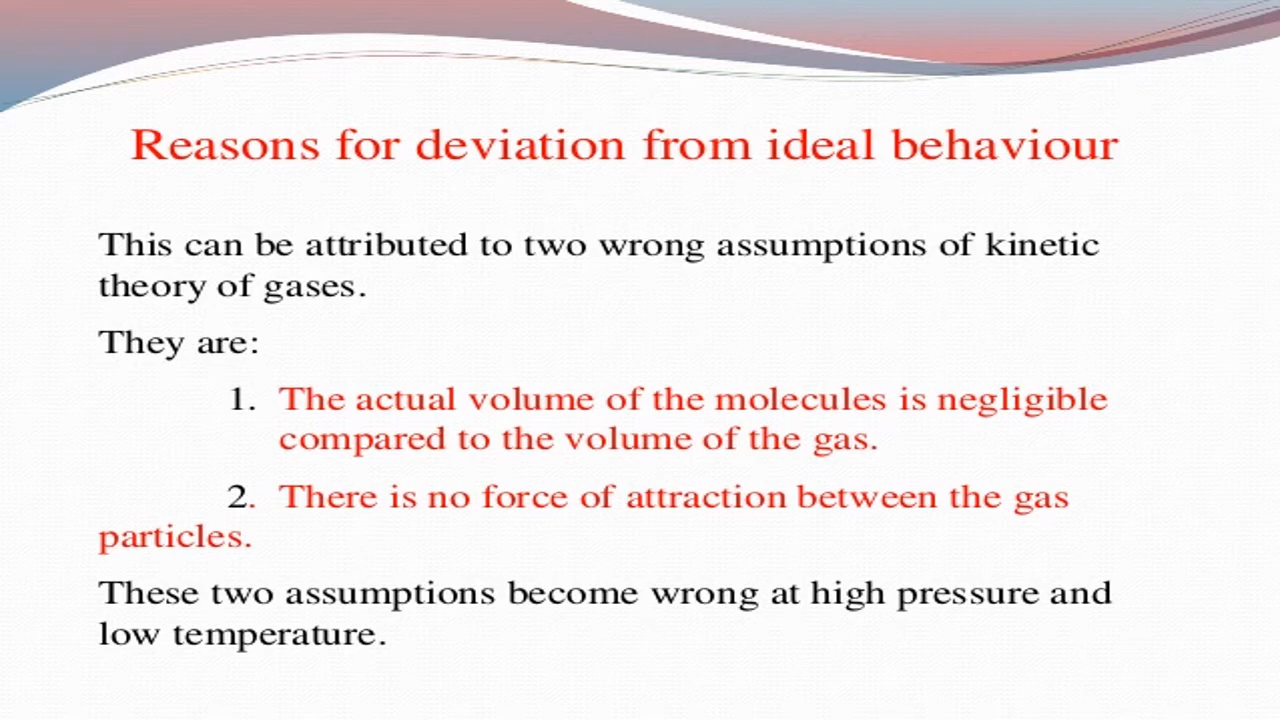 Reasons for deviation from ideal behaviour
This can be attributed to two wrong assumptions of kinetic
theory of gases.
They are:
1. The actual volume of the molecules is negligible
compared to the volume of the gas.
2. There is no force of attraction between the gas
particles.
These two assumptions become wrong at high pressure and
low temperature.